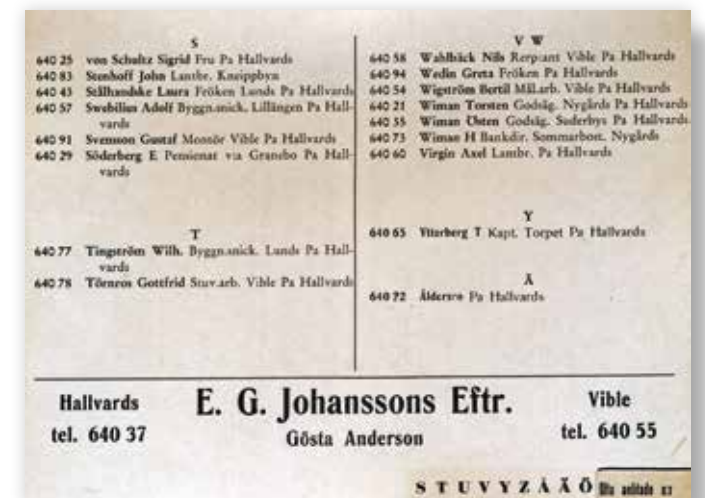 S
640 25 von Schultz Sigrid Fru Pa Hallvards
640 83 Stenhoff John Lantbr. Kneippbyn
640 43 Stålhandske Laura Fröken Lunds Pa Hallvards
640 57 Swebilius Adolf Byggn.snick. Lillängen Pa Hall-
vards
640 91 Svenson Gustaf Montör Vible Pa Hallvards
640 29 Söderberg E Pensionat via Gransbo Pa Hall-
vards
T
640 77 Tingström Wilh. Byggn.snick. Lunds Pa Hall-
vards
640 78 Törnros Gottfrid Stuv.arb. Vible Pa Hallvards
V W
640 58 Wahlbäck Nils Vible Pa Hallvards
640 94 Wedin Greta Fröken Pa Hallvards
640 54 Wigström Bertil Mål.arb. Vible Pa Hallvards
640 21 Wiman Torsten Godsäg. Nygårds Pa Hallvards
640 55 Wiman Östen Godsäg. Suderbys Pa Hallvards
640 73 Wiman H Bankdir. Sommarbost. Nygårds
640 60 Virgin Axel Lantbr. Pa Hallvards
Y
640 65 Ytterberg T Kapt. Torpet Pa Hallvards
640 72 Pa Hallvards
Hallvards
tel. 640 37
E. G. Johanssons Eftr.
Gösta Anderson
Vible
tel. 640 55
S T U V Y Z Å Ä Ö